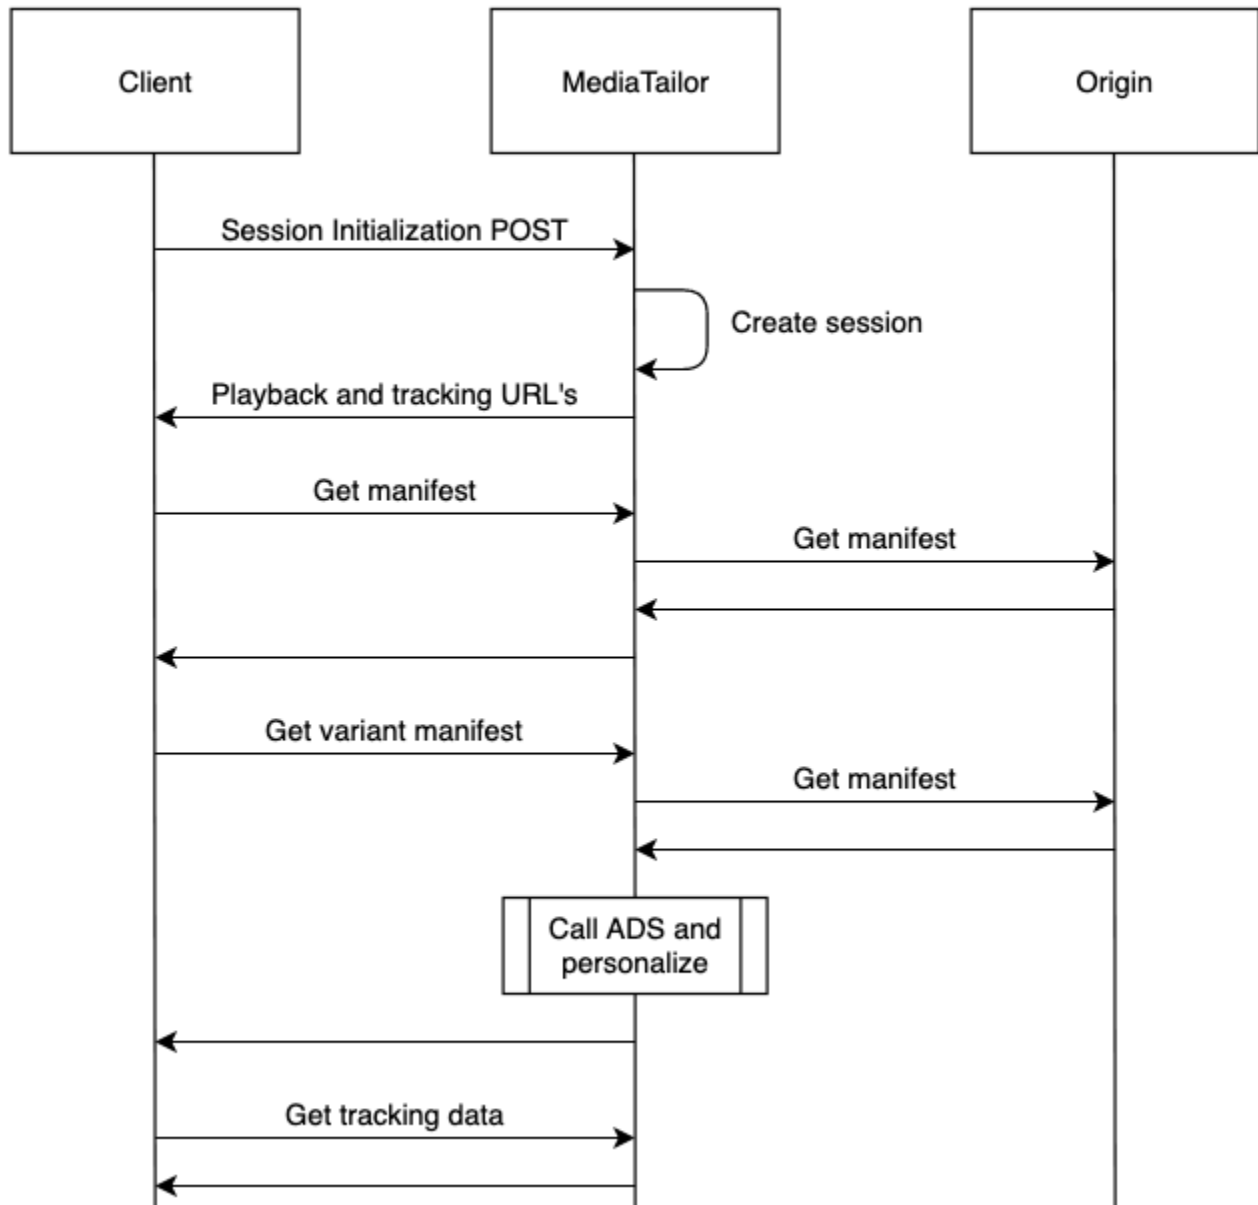 Client
MediaTailor
Origin
Session Initialization POST
Create session
Playback and tracking URL's
Get manifest
Get manifest
Get variant manifest
Get manifest
Call ADS and
personalize
Get tracking data